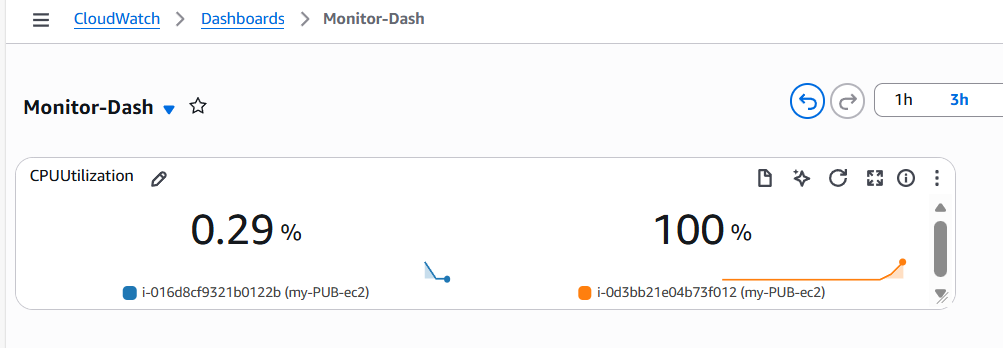 CloudWatch > Dashboards > Monitor-Dash
Monitor-Dash
1h 3h
CPUUtilization
0.29 % 100 %
i-016d8cf9321b0122b (my-PUB-ec2) i-0d3bb21e04b73f012 (my-PUB-ec2)